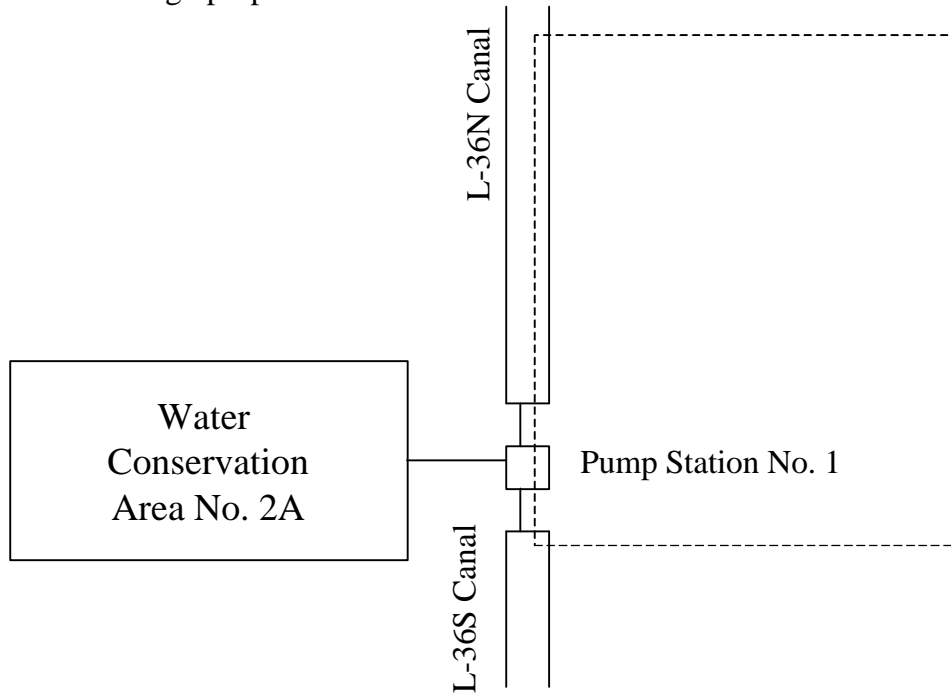 L-36N Canal
Water
Conservation
Area No. 2A
Pump Station No. 1
L-36S Canal